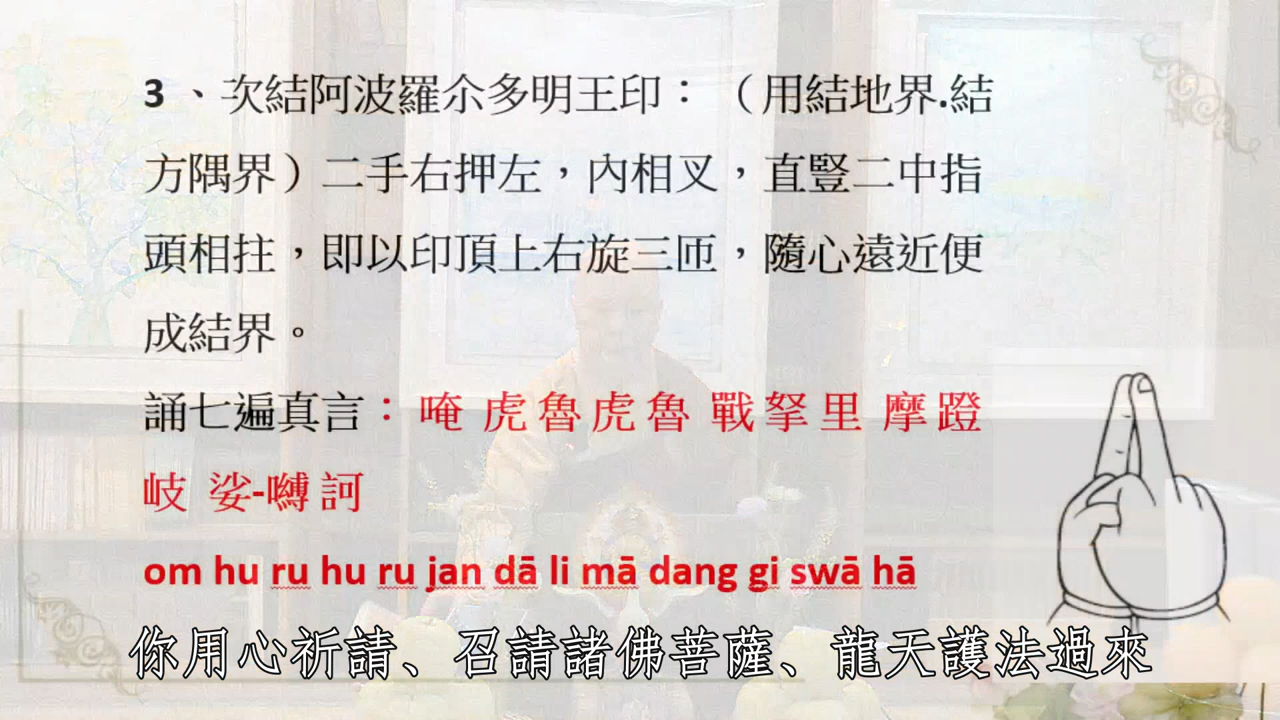 3 、次結阿波羅尒多明王印：（用結地界.結
方隅界）二手右押左，內相叉，直豎二中指
頭相拄，即以印頂上右旋三匝，隨心遠近便
成結界。
誦七遍真言： 唵 虎魯虎魯 戰拏里 摩蹬
岐 娑-嚩訶
om hu ru hu ru jan dā li mā dang gi swā hā
你用心祈請、召請諸佛菩薩、龍天護法過來